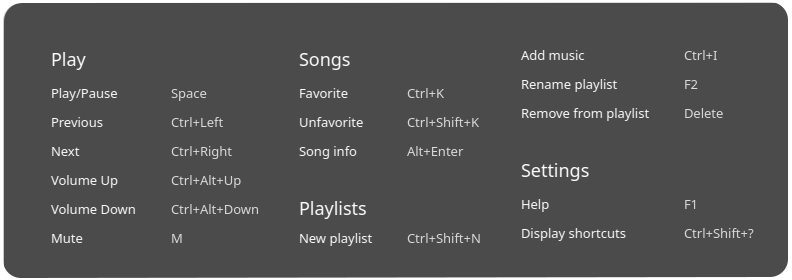 Play
Play/Pause Space
Previous Ctrl+Left
Next Ctrl+Right
Volume Up Ctrl+Alt+Up
Volume Down Ctrl+Alt+Down
Mute M
Songs
Favorite Ctrl+K
Unfavorite Ctrl+Shift+K
Song info Alt+Enter
Playlists
New playlist Ctrl+Shift+N
Add music Ctrl+I
Rename playlist F2
Remove from playlist Delete
Settings
Help F1
Display shortcuts Ctrl+Shift+?